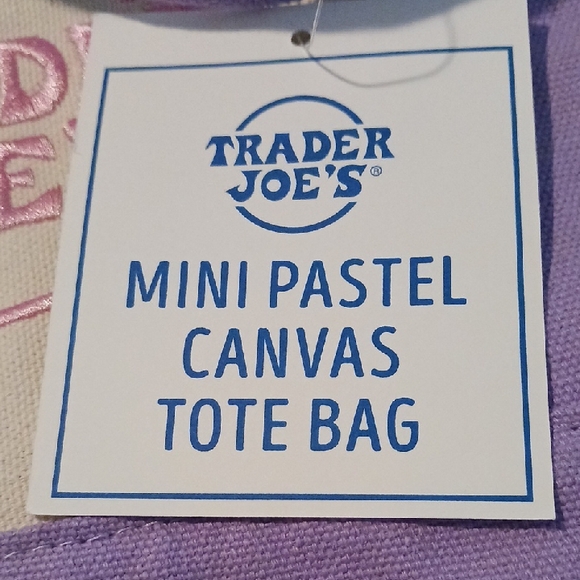 TRADER
JOE'S®
MINI PASTEL
CANVAS
TOTE BAG